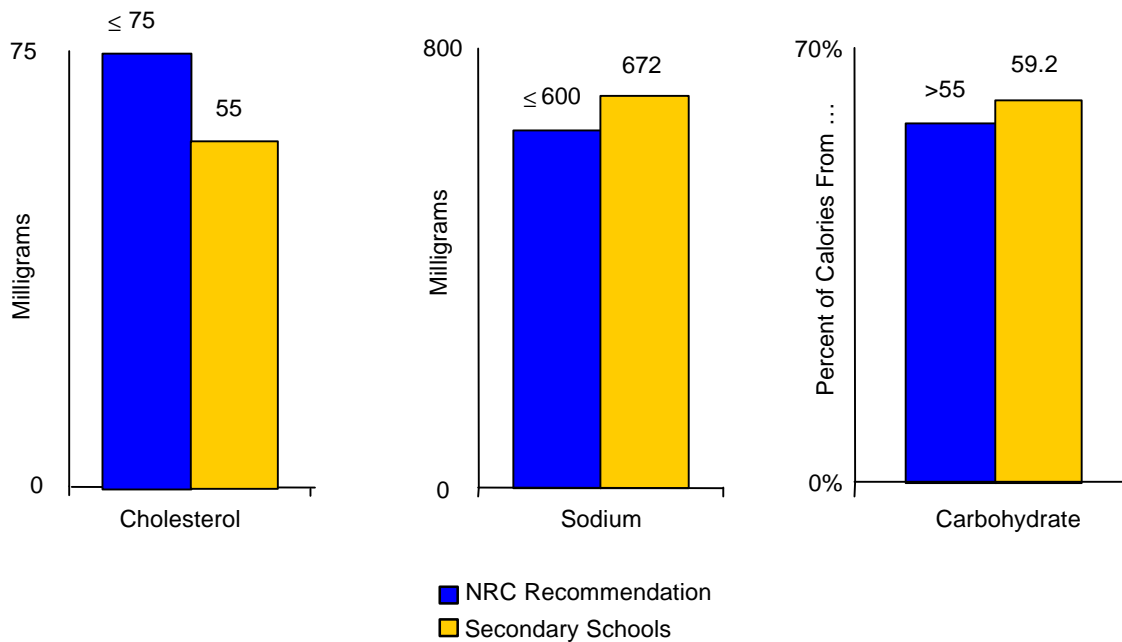 ≤ 75
75
55
0
Milligrams
Cholesterol
800
672
≤ 600
0
Milligrams
Sodium
70%
59.2
>55
0%
Percent of Calories From ...
Carbohydrate
NRC Recommendation
Secondary Schools